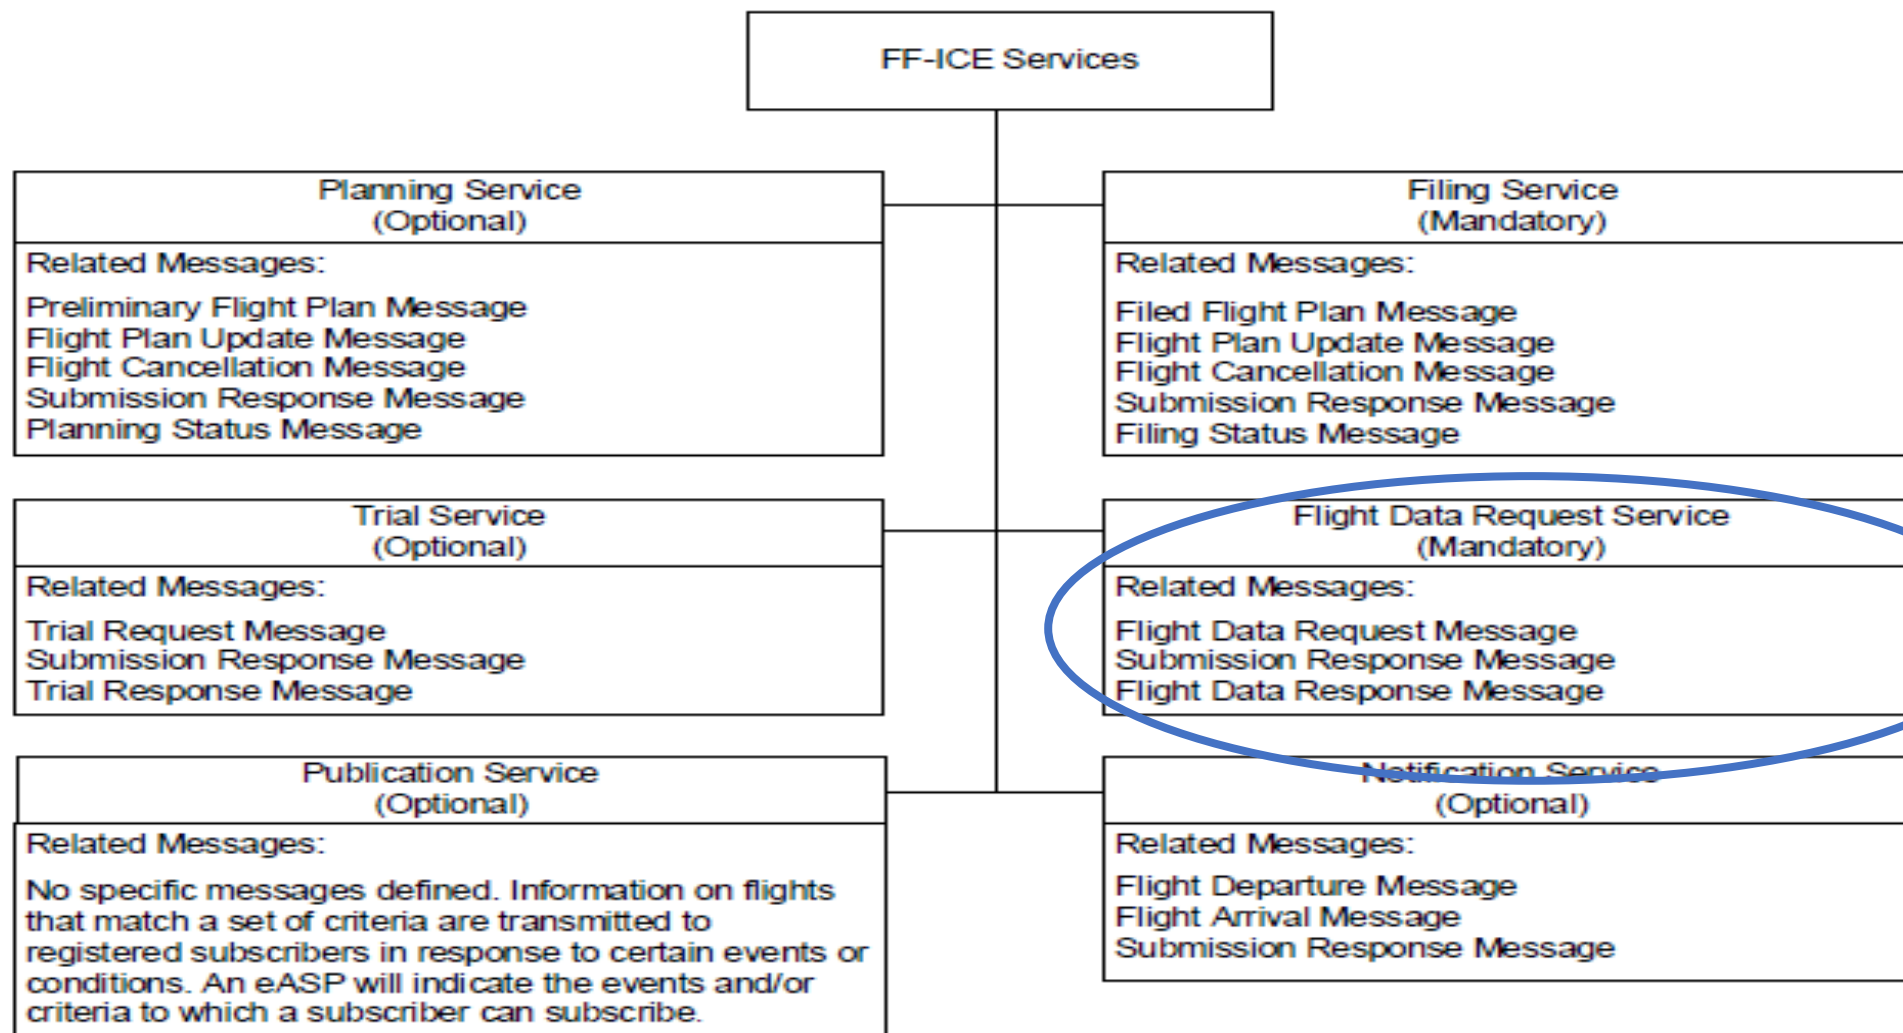 FF-ICE Services
Planning Service
(Optional)
Related Messages:
Preliminary Flight Plan Message
Flight Plan Update Message
Flight Cancellation Message
Submission Response Message
Planning Status Message
Filing Service
(Mandatory)
Related Messages:
Filed Flight Plan Message
Flight Plan Update Message
Flight Cancellation Message
Submission Response Message
Filing Status Message
Trial Service
(Optional)
Related Messages:
Trial Request Message
Submission Response Message
Trial Response Message
Flight Data Request Service
(Mandatory)
Related Messages:
Flight Data Request Message
Submission Response Message
Flight Data Response Message
Publication Service
(Optional)
Related Messages:
No specific messages defined. Information on flights
that match a set of criteria are transmitted to
registered subscribers in response to certain events or
conditions. An eASP will indicate the events and/or
criteria to which a subscriber can subscribe.
Notification Service
(Optional)
Related Messages:
Flight Departure Message
Flight Arrival Message
Submission Response Message